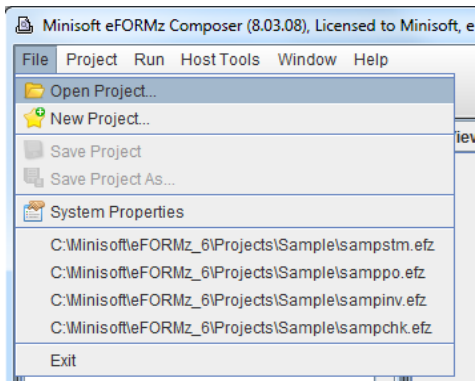 Minisoft eFORMz Composer (8.03.08), Licensed to Minisoft, e
File Project Run Host Tools Window Help
Open Project...
New Project...
Save Project
Save Project As...
System Properties
C:\Minisoft\eFORMz_6\Projects\Sample\sampstm.efz
C:\Minisoft\eFORMz_6\Projects\Sample\samppo.efz
C:\Minisoft\eFORMz_6\Projects\Sample\sampinv.efz
C:\Minisoft\eFORMz_6\Projects\Sample\sampchk.efz
Exit